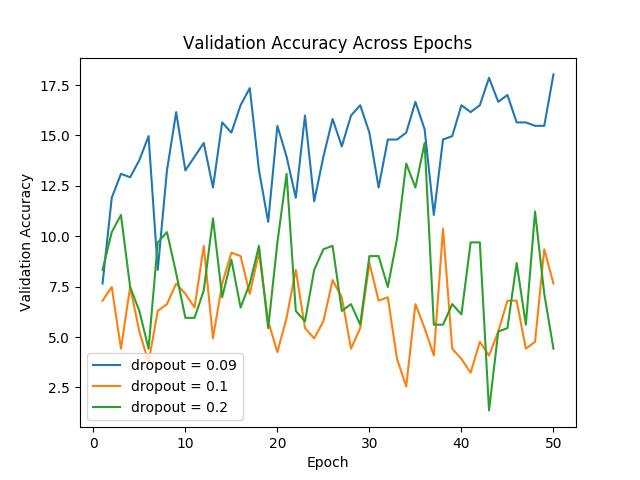 Validation Accuracy Across Epochs
Validation Accuracy
17.5
15.0
12.5
10.0
7.5
5.0
2.5
dropout = 0.09
dropout = 0.1
dropout = 0.2
0
10
20
30
40
50
Epoch